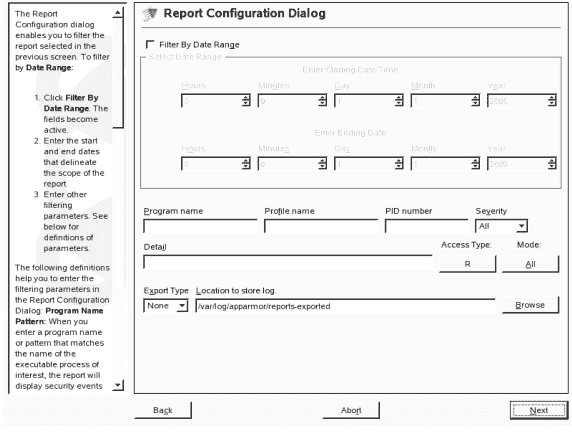 The Report
Configuration dialog
enables you to filter the
report selected in the
previous screen. To filter
by Date Range:
1. Click Filter By
Date Range. The
fields become
active.
2. Enter the start
and end dates
that delineate
the scope of the
report
3. Enter other
filtering
parameters. See
below for
definitions of
parameters.
The following definitions
help you to enter the
filtering parameters in
the Report Configuration
Dialog: Program Name
Pattern: When you
enter a program name
or pattern that matches
the name of the
executable process of
interest, the report will
display security events
Report Configuration Dialog
Filter By Date Range
Select Date Range
Enter Starting Date/Time
Hours Minutes Day Month Year
0 0 1 1 2005
Enter Ending Date
Hours Minutes Day Month Year
0 0 1 1 2005
Program name Profile name PID number Severity
All
Detail Access Type: Mode:
R All
Export Type Location to store log.
None /var/log/apparmor/reports-exported Browse
Back Abort Next